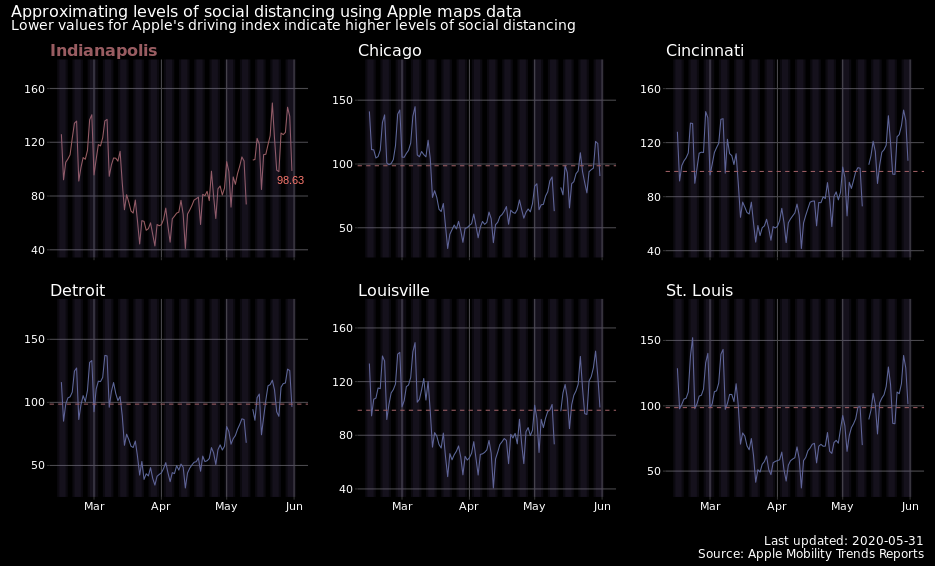 Approximating levels of social distancing using Apple maps data
Lower values for Apple's driving index indicate higher levels of social distancing
Indianapolis
160
120
80
40
98.63
Chicago
150
100
50
Cincinnati
160
120
80
40
Detroit
150
100
50
Mar Apr May Jun
Louisville
160
120
80
40
Mar Apr May Jun
St. Louis
150
100
50
Mar Apr May Jun
Last updated: 2020-05-31
Source: Apple Mobility Trends Reports